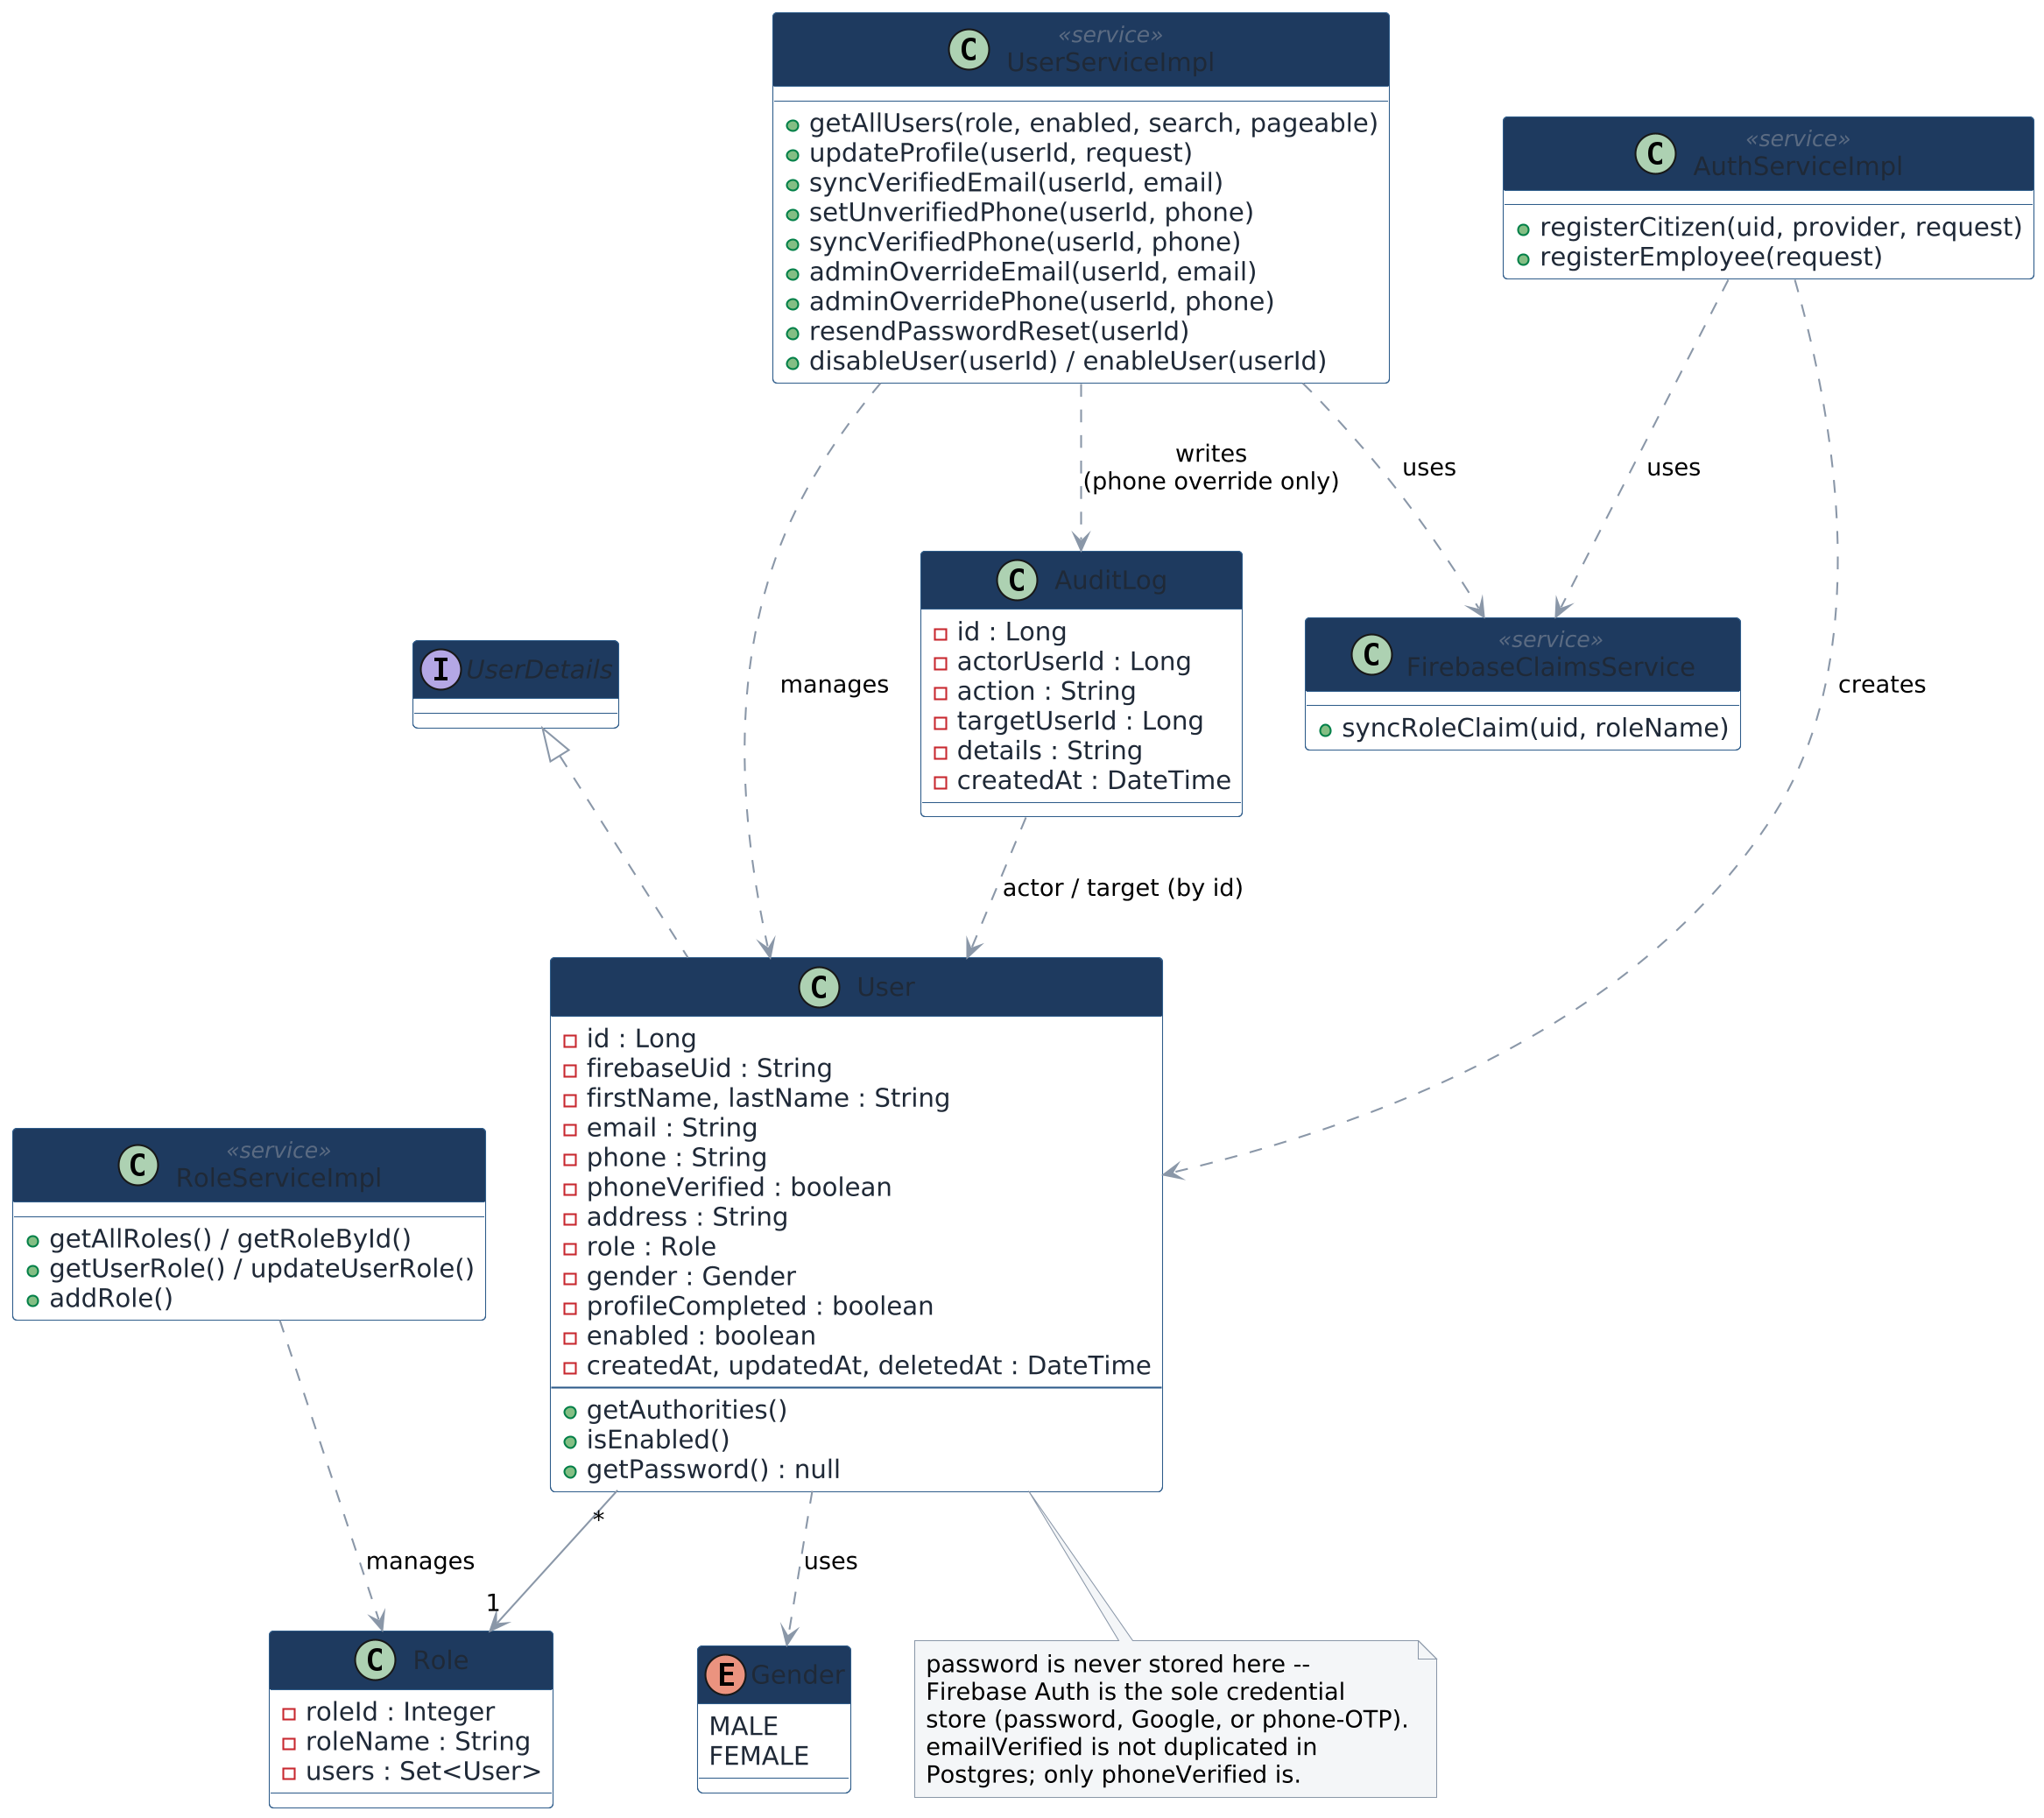 «service»
UserServiceImpl
getAllUsers(role, enabled, search, pageable)
updateProfile(userId, request)
syncVerifiedEmail(userId, email)
setUnverifiedPhone(userId, phone)
syncVerifiedPhone(userId, phone)
adminOverrideEmail(userId, email)
adminOverridePhone(userId, phone)
resendPasswordReset(userId)
disableUser(userId) / enableUser(userId)
«service»
AuthServiceImpl
registerCitizen(uid, provider, request)
registerEmployee(request)
writes
(phone override only)
uses
uses
AuditLog
id : Long
actorUserId : Long
action : String
targetUserId : Long
details : String
createdAt : DateTime
«service»
FirebaseClaimsService
syncRoleClaim(uid, roleName)
UserDetails
manages
creates
actor / target (by id)
User
id : Long
firebaseUid : String
firstName, lastName : String
email : String
phone : String
phoneVerified : boolean
address : String
role : Role
gender : Gender
profileCompleted : boolean
enabled : boolean
createdAt, updatedAt, deletedAt : DateTime
getAuthorities()
isEnabled()
getPassword() : null
«service»
RoleServiceImpl
getAllRoles() / getRoleById()
getUserRole() / updateUserRole()
addRole()
*
manages
uses
1
Role
roleId : Integer
roleName : String
users : Set<User>
Gender
MALE
FEMALE
password is never stored here --
Firebase Auth is the sole credential
store (password, Google, or phone-OTP).
emailVerified is not duplicated in
Postgres; only phoneVerified is.
C
C
C
C
I
C
C
C
E